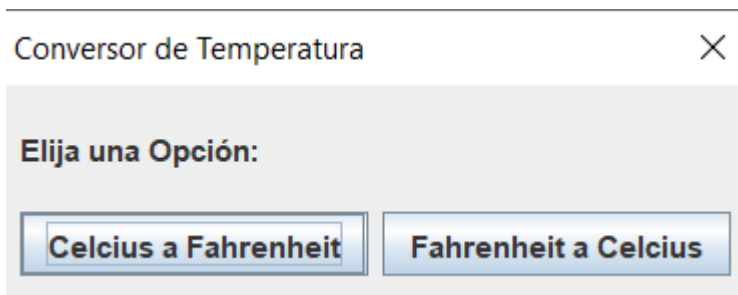 Conversor de Temperatura
Elija una Opción:
Celcius a Fahrenheit Fahrenheit a Celcius